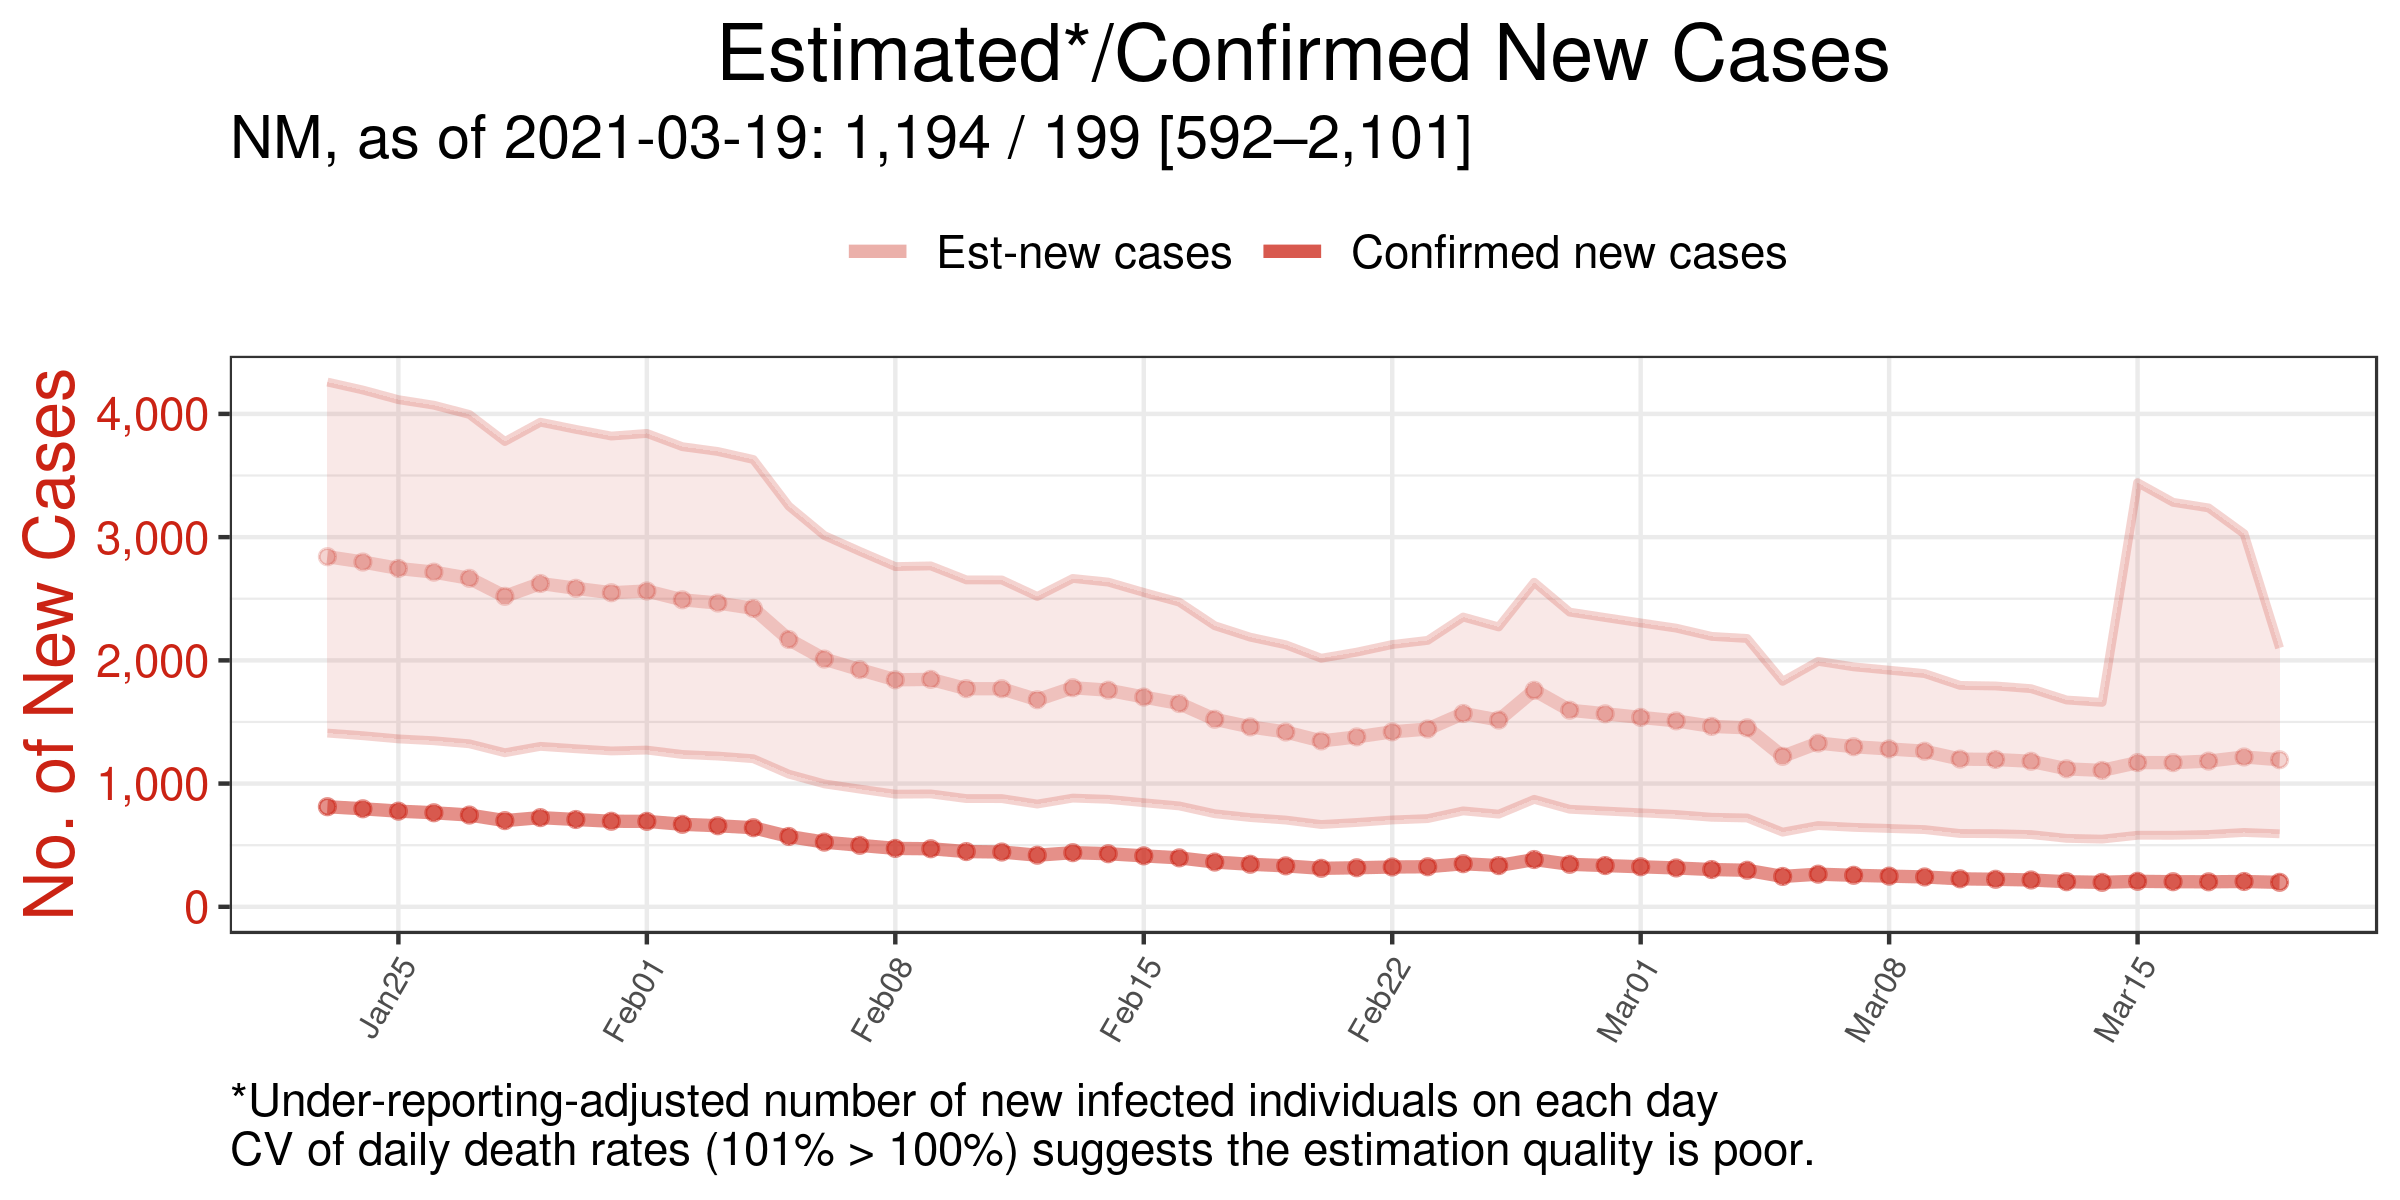 Estimated*/Confirmed New Cases
NM, as of 2021-03-19: 1,194 / 199 [592–2,101]
Est-new cases
Confirmed new cases
No. of New Cases
4,000
3,000
2,000
1,000
0
Jan25
Feb01
Feb08
Feb15
Feb22
Mar01
Mar08
Mar15
*Under-reporting-adjusted number of new infected individuals on each day
CV of daily death rates (101% > 100%) suggests the estimation quality is poor.